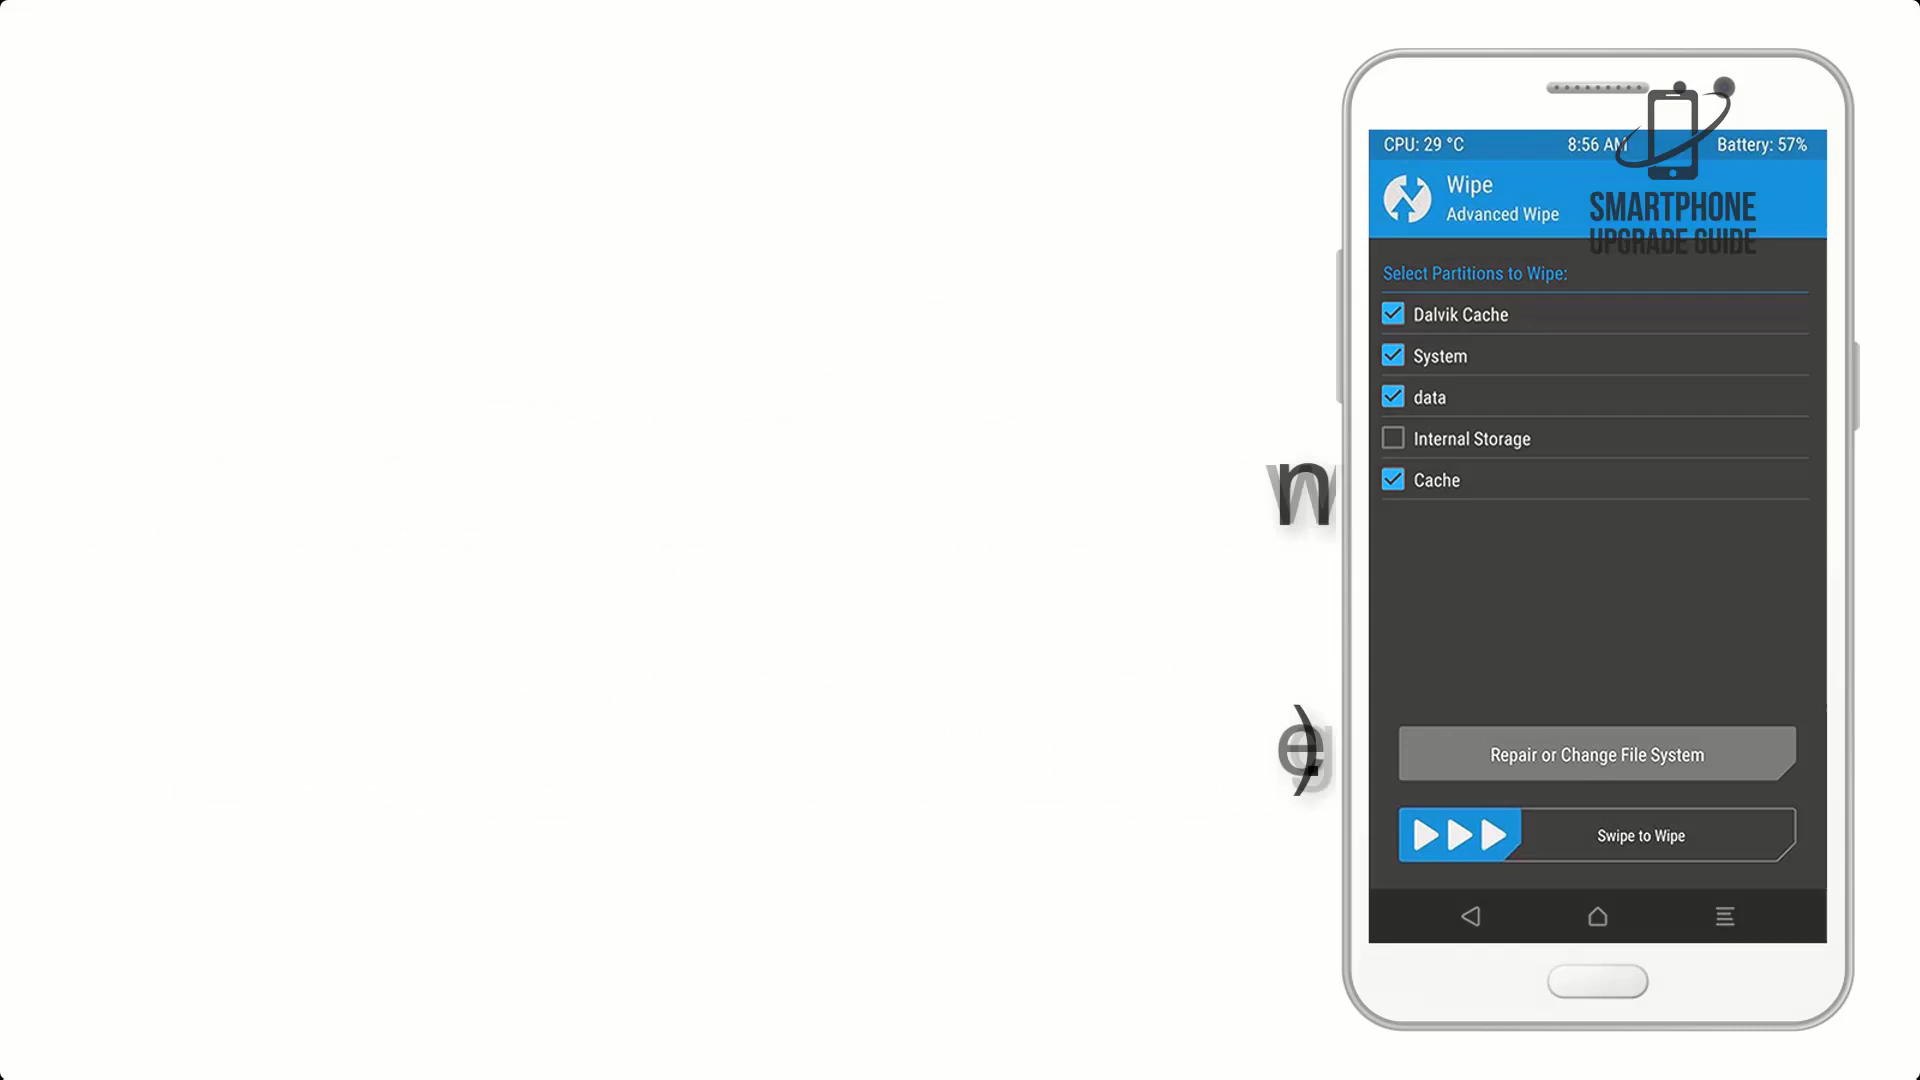 CPU: 29 °C 8:56 AM Battery: 57%
Wipe
Advanced Wipe
SMARTPHONE
UPGRADE GUIDE
Select Partitions to Wipe:
Dalvik Cache
System
data
Internal Storage
Cache
Repair or Change File System
Swipe to Wipe